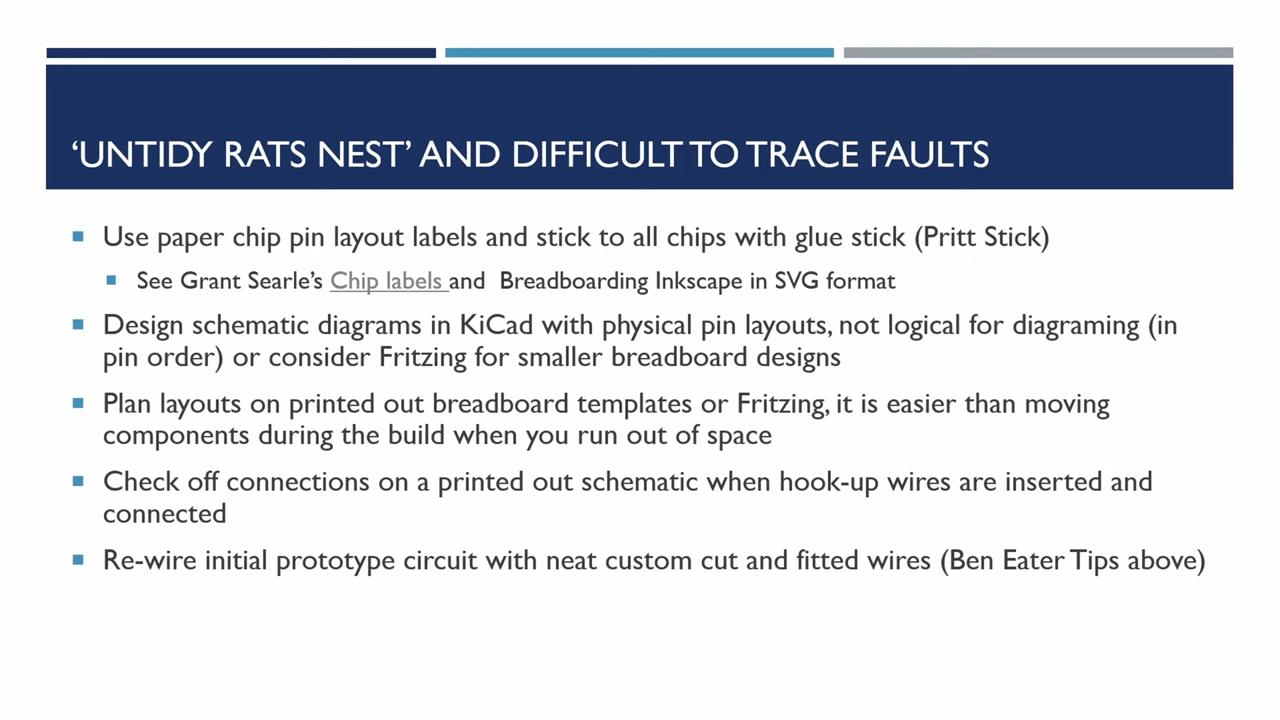 ‘UNTIDY RATS NEST’ AND DIFFICULT TO TRACE FAULTS
Use paper chip pin layout labels and stick to all chips with glue stick (Pritt Stick)
See Grant Searle’s Chip labels and Breadboarding Inkscape in SVG format
Design schematic diagrams in KiCad with physical pin layouts, not logical for diagraming (in
pin order) or consider Fritzing for smaller breadboard designs
Plan layouts on printed out breadboard templates or Fritzing, it is easier than moving
components during the build when you run out of space
Check off connections on a printed out schematic when hook-up wires are inserted and
connected
Re-wire initial prototype circuit with neat custom cut and fitted wires (Ben Eater Tips above)